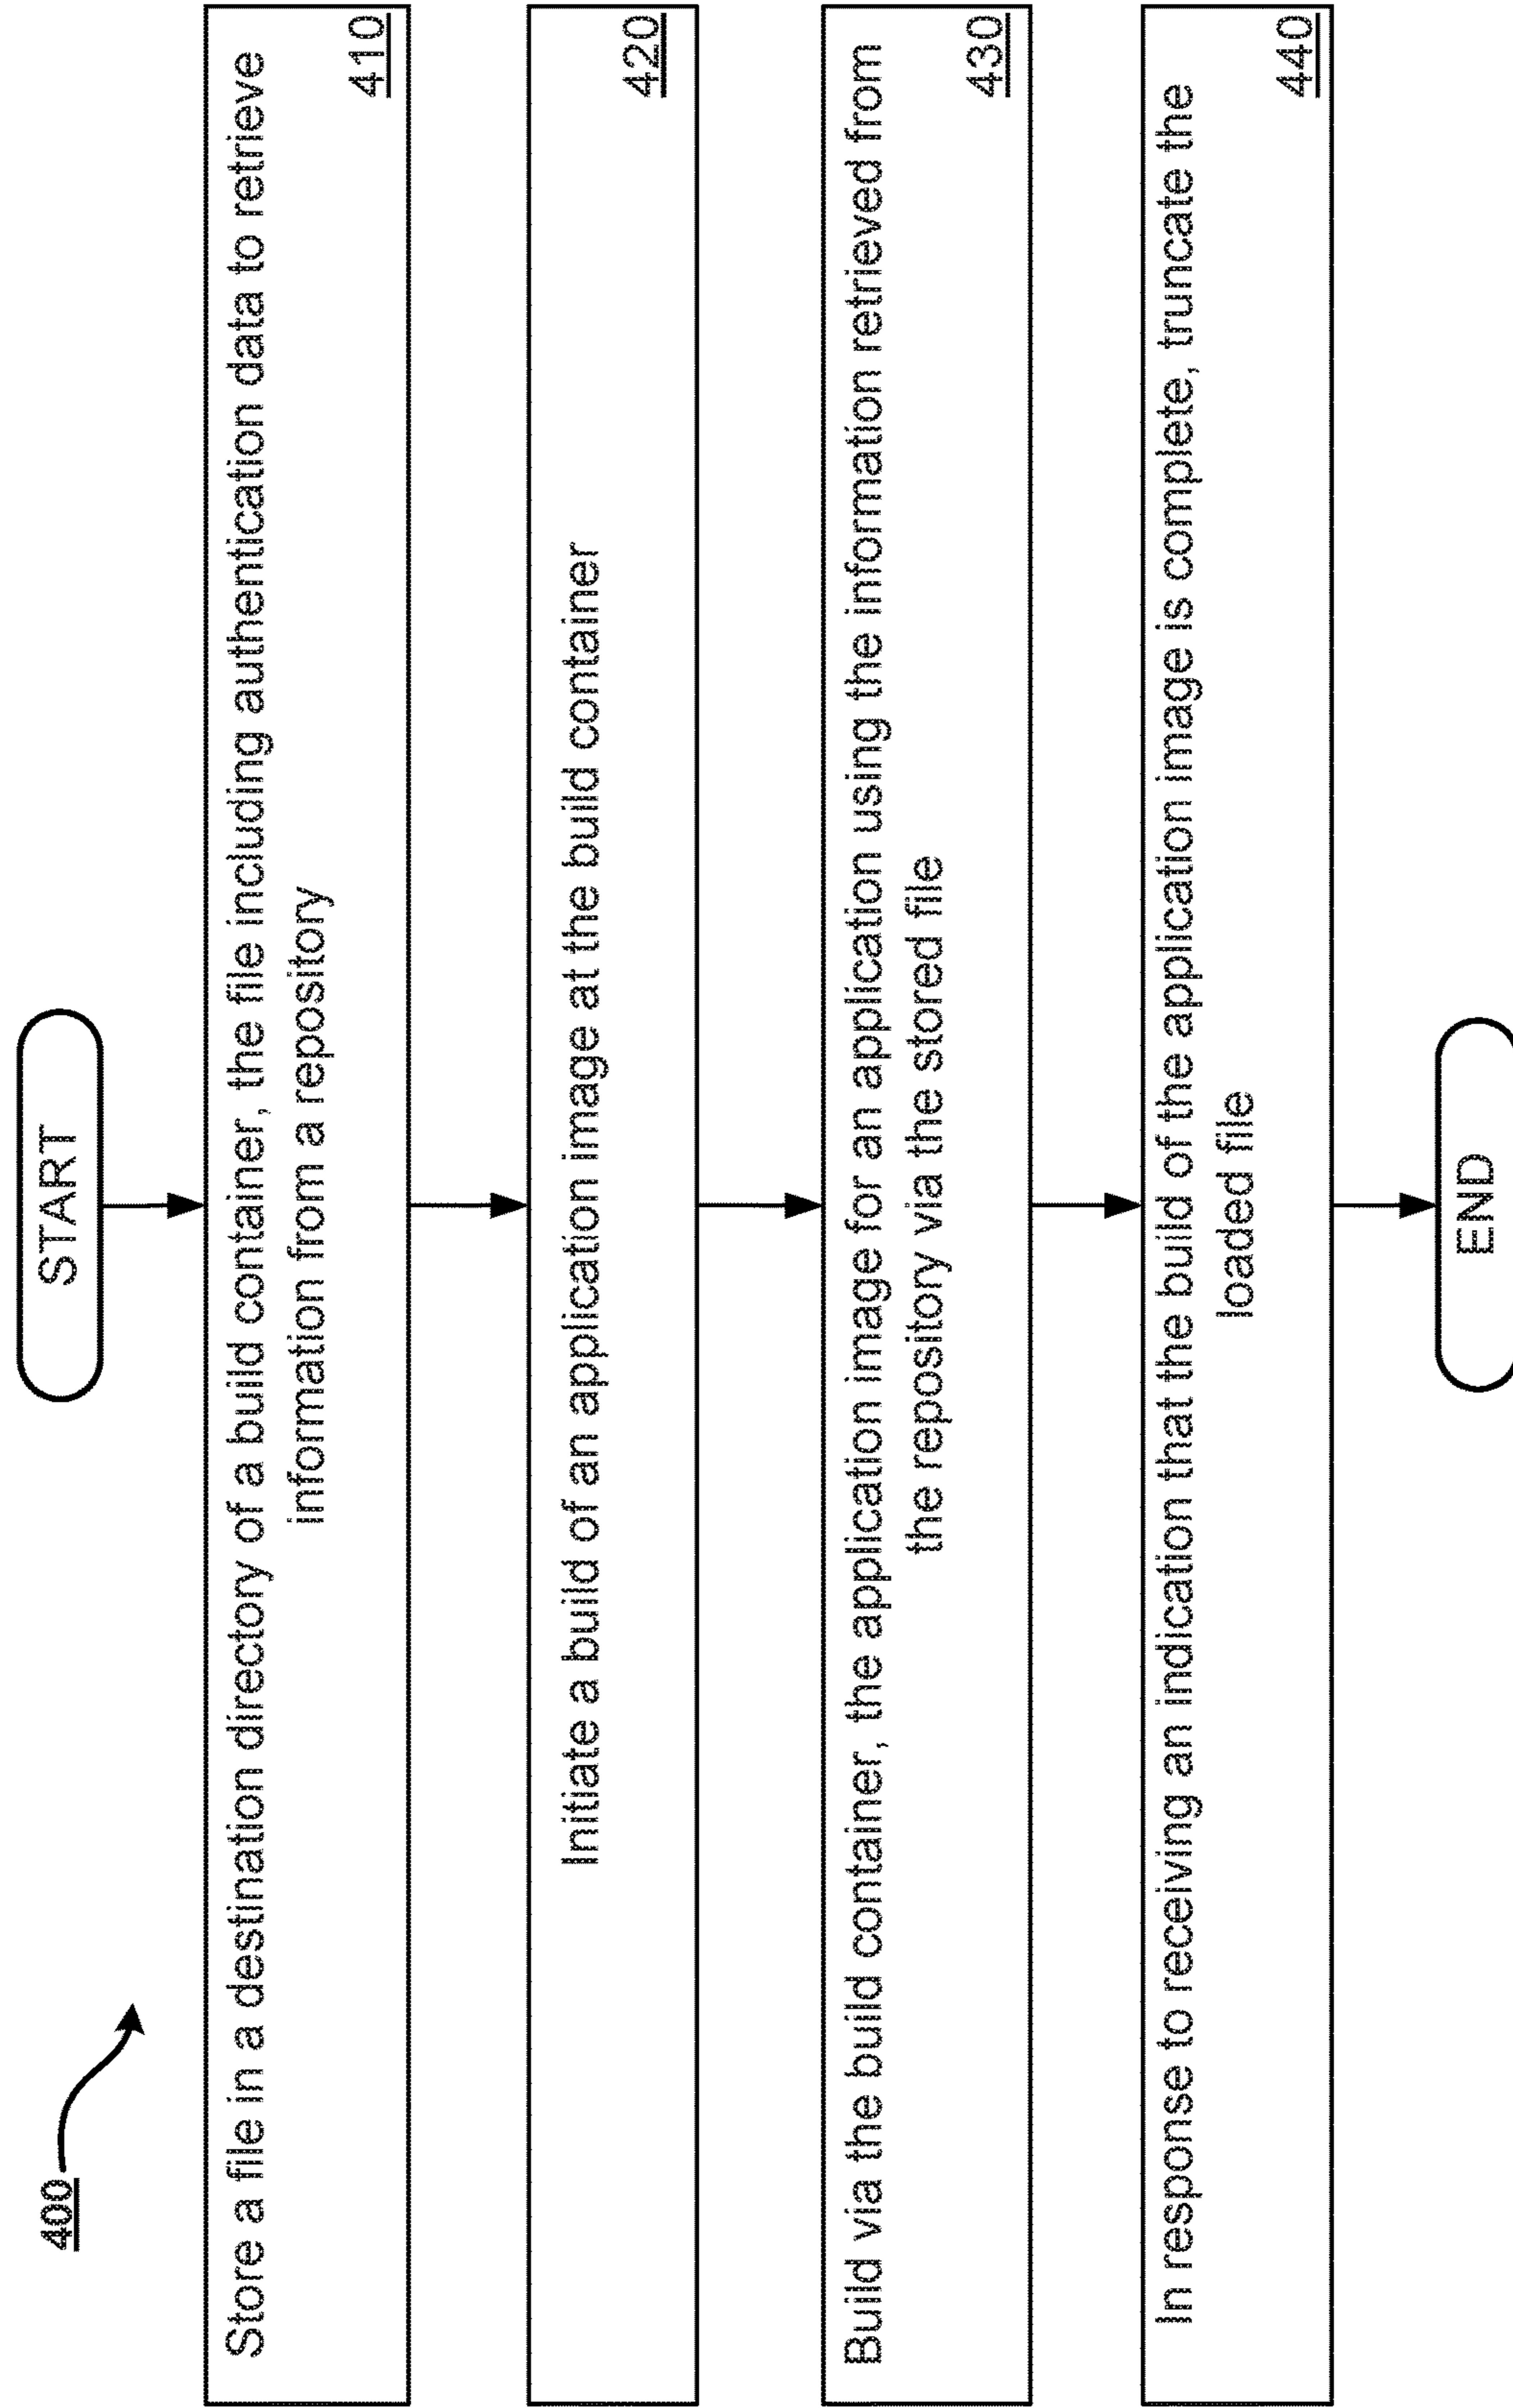 400
START
Store a file in a destination directory of a build container, the file including authentication data to retrieve
information from a repository
410
Initiate a build of an application image at the build container
420
Build via the build container, the application image for an application using the information retrieved from
the repository via the stored file
430
In response to receiving an indication that the build of the application image is complete, truncate the
loaded file
440
END